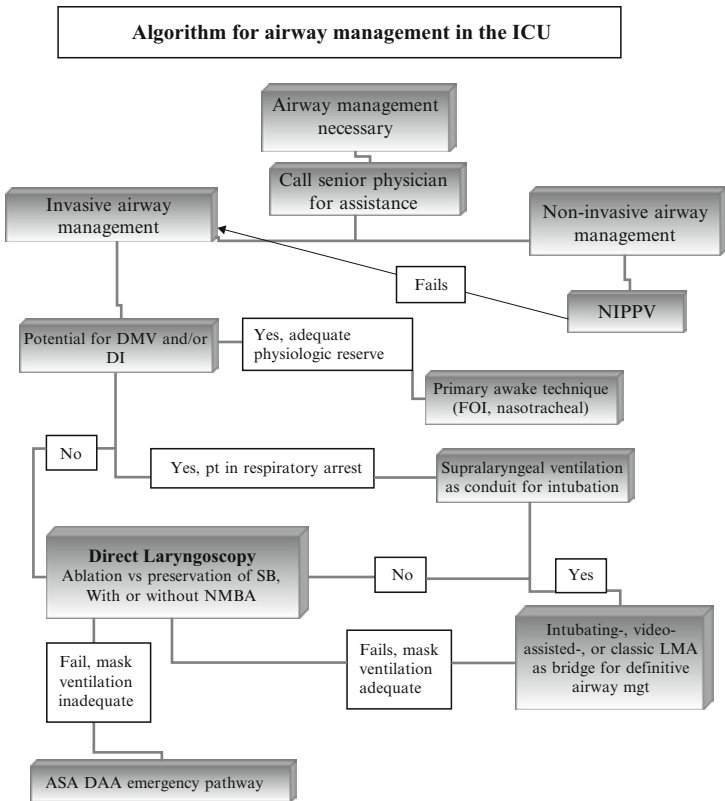 Algorithm for airway management in the ICU
Airway management
necessary
Call senior physician
for assistance
Invasive airway
management
Non-invasive airway
management
Fails
NIPPV
Potential for DMV and/or
DI
Yes, adequate
physiologic reserve
Primary awake technique
(FOI, nasotracheal)
No
Yes, pt in respiratory arrest
Supralaryngeal ventilation
as conduit for intubation
Direct Laryngoscopy
Ablation vs preservation of SB,
With or without NMBA
No
Yes
Fail, mask
ventilation
inadequate
Fails, mask
ventilation
adequate
Intubating-, video-
assisted-, or classic LMA
as bridge for definitive
airway mgt
ASA DAA emergency pathway